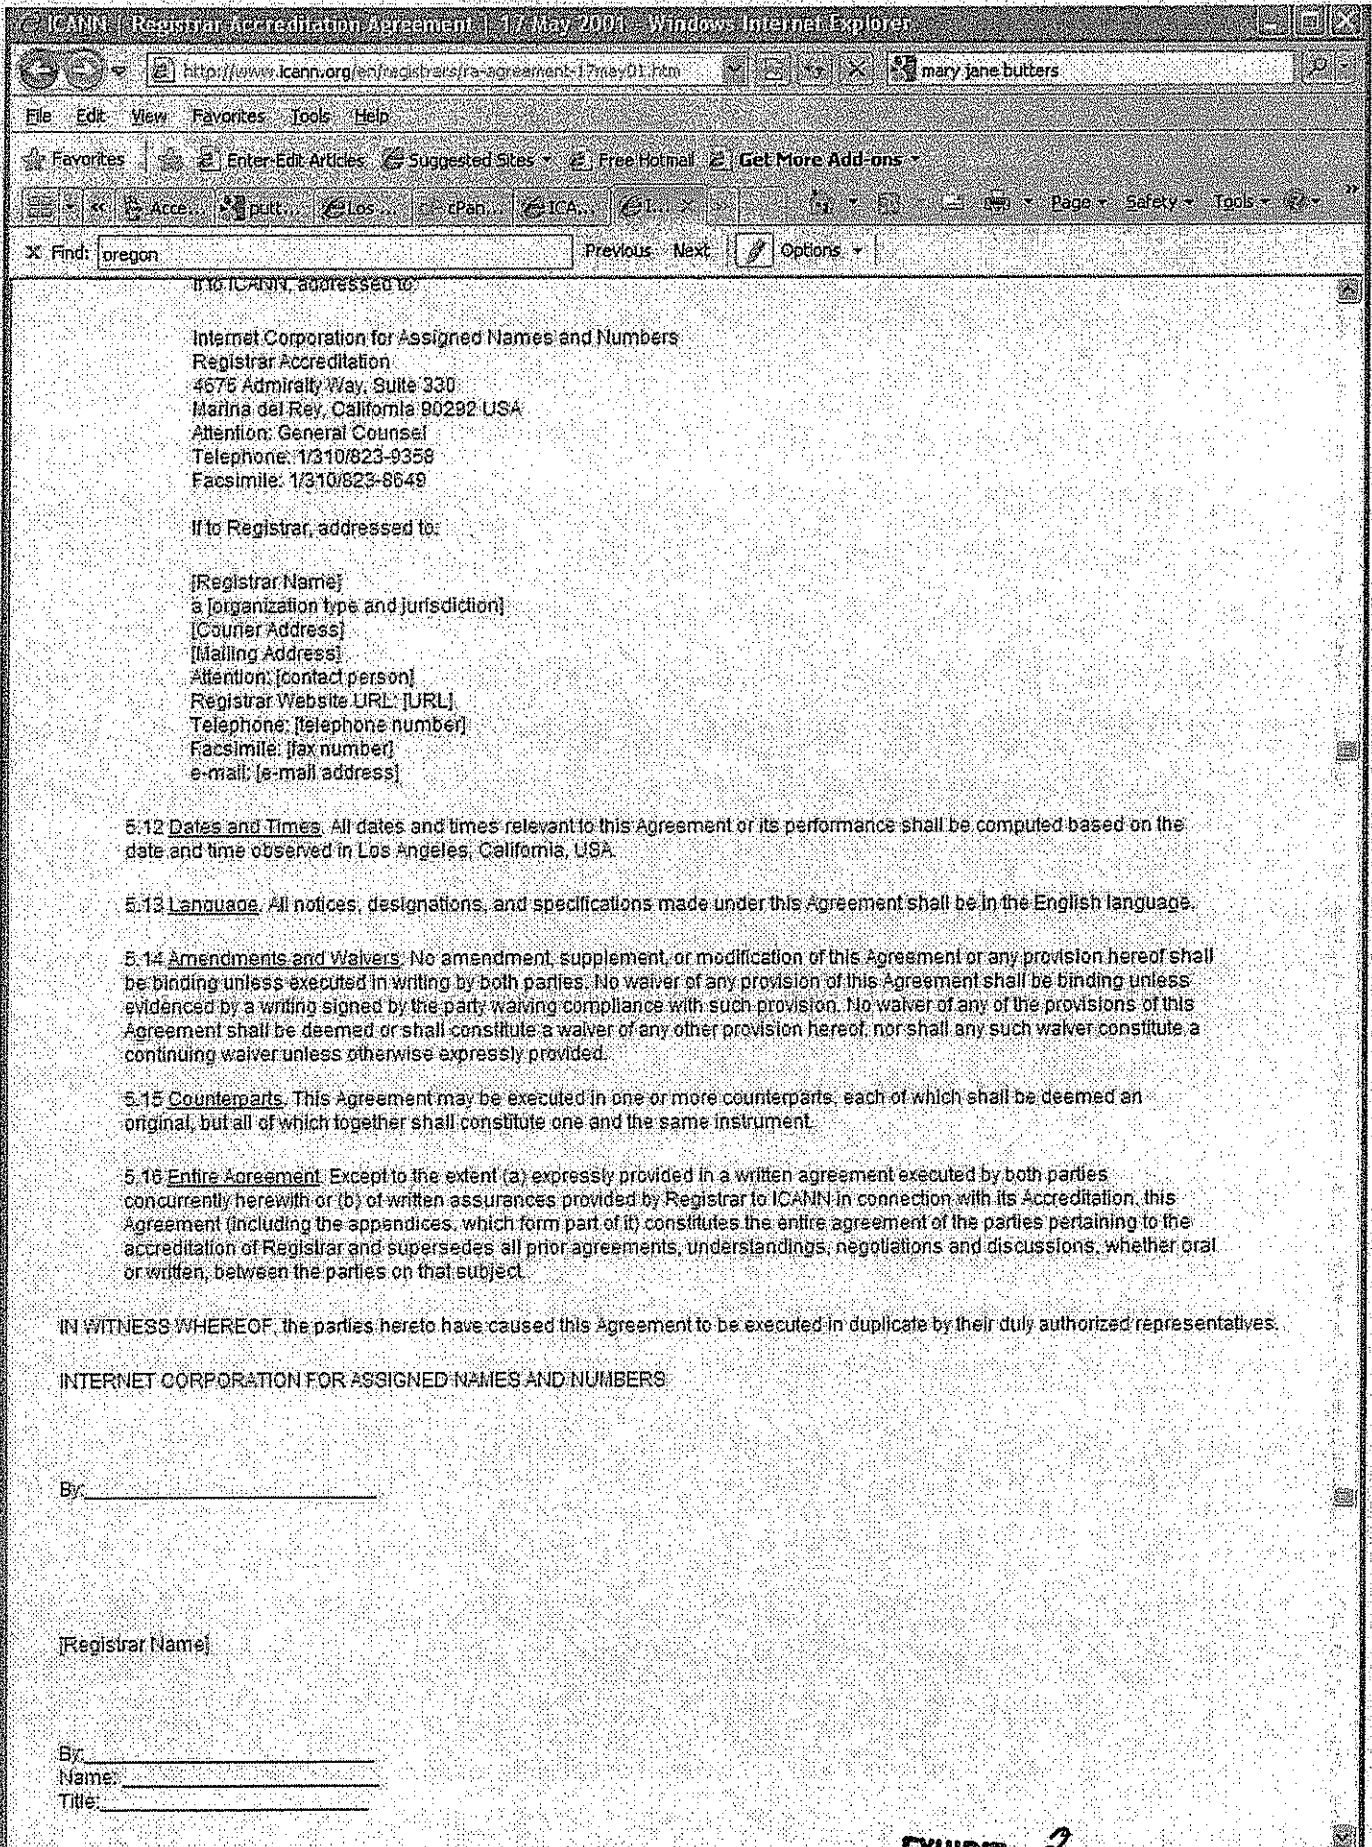 ICANN | Registrar Accreditation Agreement | 17 May 2001 - Windows Internet Explorer
http://www.icann.org/en/registrars/ra-agreement-17may01.htm mary jane butters
File Edit View Favorites Tools Help
Favorites Enter-Edit Articles Suggested Sites Free Hotmail Get More Add-ons
Acce... putt... Los ... cPan... ICA... I... Page Safety Tools
X Find: oregon Previous Next Options
If to ICANN, addressed to:
Internet Corporation for Assigned Names and Numbers
Registrar Accreditation
4676 Admiralty Way, Suite 330
Marina del Rey, California 90292 USA
Attention: General Counsel
Telephone: 1/310/823-9358
Facsimile: 1/310/823-8649
If to Registrar, addressed to:
[Registrar Name]
a [organization type and jurisdiction]
[Courier Address]
[Mailing Address]
Attention: [contact person]
Registrar Website URL: [URL]
Telephone: [telephone number]
Facsimile: [fax number]
e-mail: [e-mail address]
5.12 Dates and Times. All dates and times relevant to this Agreement or its performance shall be computed based on the
date and time observed in Los Angeles, California, USA.
5.13 Language. All notices, designations, and specifications made under this Agreement shall be in the English language.
5.14 Amendments and Waivers. No amendment, supplement, or modification of this Agreement or any provision hereof shall
be binding unless executed in writing by both parties. No waiver of any provision of this Agreement shall be binding unless
evidenced by a writing signed by the party waiving compliance with such provision. No waiver of any of the provisions of this
Agreement shall be deemed or shall constitute a waiver of any other provision hereof, nor shall any such waiver constitute a
continuing waiver unless otherwise expressly provided.
5.15 Counterparts. This Agreement may be executed in one or more counterparts, each of which shall be deemed an
original, but all of which together shall constitute one and the same instrument.
5.16 Entire Agreement. Except to the extent (a) expressly provided in a written agreement executed by both parties
concurrently herewith or (b) of written assurances provided by Registrar to ICANN in connection with its Accreditation, this
Agreement (including the appendices, which form part of it) constitutes the entire agreement of the parties pertaining to the
accreditation of Registrar and supersedes all prior agreements, understandings, negotiations and discussions, whether oral
or written, between the parties on that subject.
IN WITNESS WHEREOF, the parties hereto have caused this Agreement to be executed in duplicate by their duly authorized representatives.
INTERNET CORPORATION FOR ASSIGNED NAMES AND NUMBERS
By:
[Registrar Name]
By:
Name:
Title: